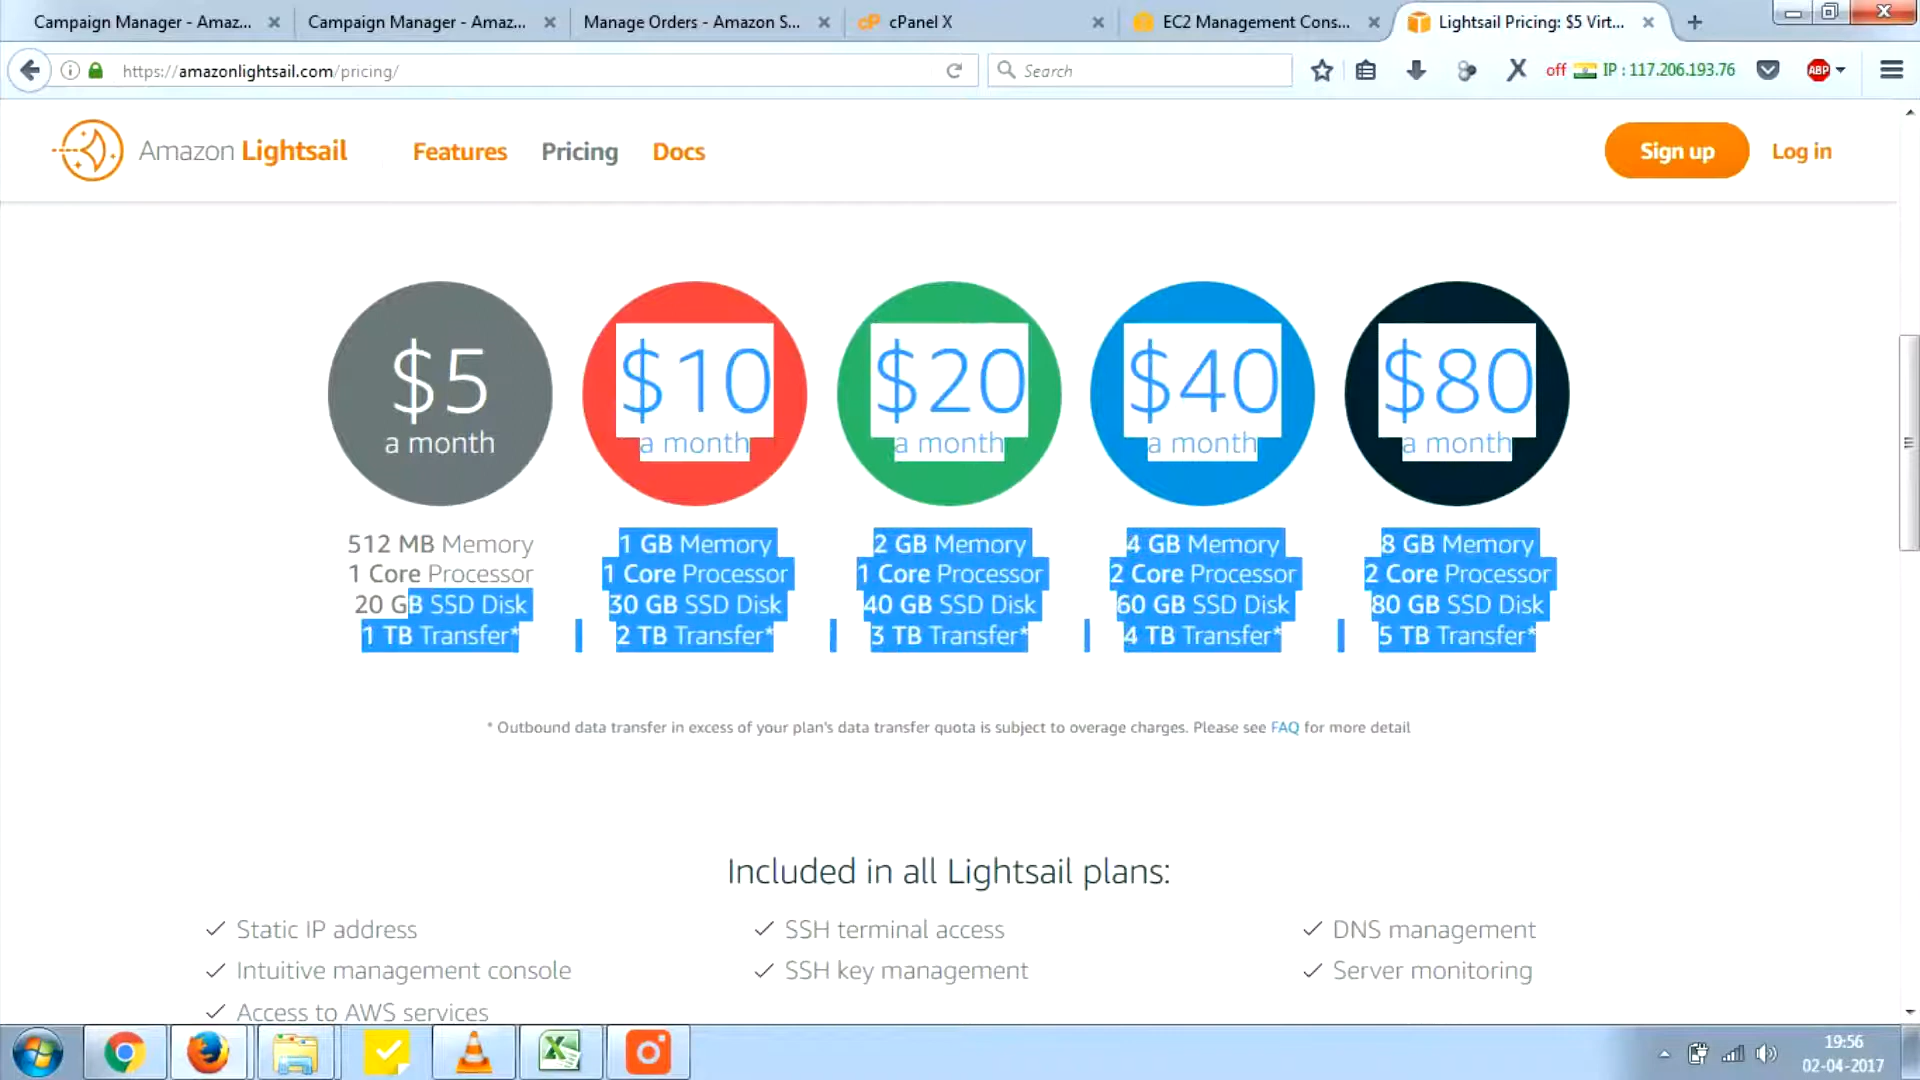 Campaign Manager - Amaz...
Campaign Manager - Amaz...
Manage Orders - Amazon S...
cP cPanel X
EC2 Management Cons...
Lightsail Pricing: $5 Virt...
https://amazonlightsail.com/pricing/
Search
off IP : 117.206.193.76
ABP
Amazon Lightsail
Features
Pricing
Docs
Sign up
Log in
$5
a month
512 MB Memory
1 Core Processor
20 GB SSD Disk
1 TB Transfer*
$10
a month
1 GB Memory
1 Core Processor
30 GB SSD Disk
2 TB Transfer*
$20
a month
2 GB Memory
1 Core Processor
40 GB SSD Disk
3 TB Transfer*
$40
a month
4 GB Memory
2 Core Processor
60 GB SSD Disk
4 TB Transfer*
$80
a month
8 GB Memory
2 Core Processor
80 GB SSD Disk
5 TB Transfer*
* Outbound data transfer in excess of your plan's data transfer quota is subject to overage charges. Please see FAQ for more detail
Included in all Lightsail plans:
Static IP address
SSH terminal access
DNS management
Intuitive management console
SSH key management
Server monitoring
Access to AWS services
19:56
02-04-2017